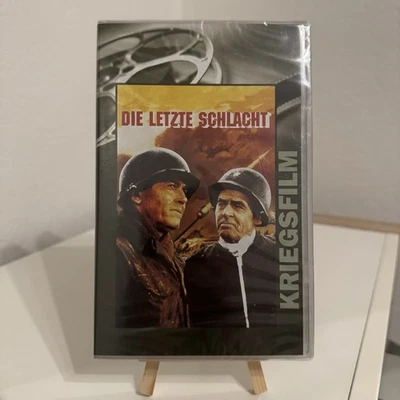 DIE LETZTE SCHLACHT
KRIEGSFILM